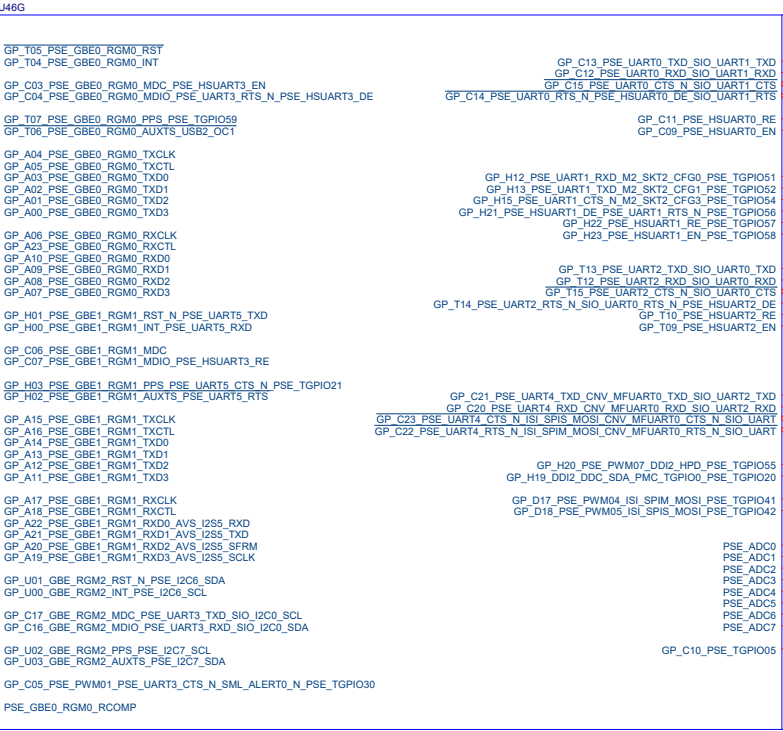 U46G
GP_T05_PSE_GBE0_RGM0_RST
GP_T04_PSE_GBE0_RGM0_INT
GP_C03_PSE_GBE0_RGM0_MDC_PSE_HSUART3_EN
GP_C04_PSE_GBE0_RGM0_MDIO_PSE_UART3_RTS_N_PSE_HSUART3_DE
GP_T07_PSE_GBE0_RGM0_PPS_PSE_TGPIO59
GP_T06_PSE_GBE0_RGM0_AUXTS_USB2_OC1
GP_A04_PSE_GBE0_RGM0_TXCLK
GP_A05_PSE_GBE0_RGM0_TXCTL
GP_A03_PSE_GBE0_RGM0_TXD0
GP_A02_PSE_GBE0_RGM0_TXD1
GP_A01_PSE_GBE0_RGM0_TXD2
GP_A00_PSE_GBE0_RGM0_TXD3
GP_A06_PSE_GBE0_RGM0_RXCLK
GP_A23_PSE_GBE0_RGM0_RXCTL
GP_A10_PSE_GBE0_RGM0_RXD0
GP_A09_PSE_GBE0_RGM0_RXD1
GP_A08_PSE_GBE0_RGM0_RXD2
GP_A07_PSE_GBE0_RGM0_RXD3
GP_H01_PSE_GBE1_RGM1_RST_N_PSE_UART5_TXD
GP_H00_PSE_GBE1_RGM1_INT_PSE_UART5_RXD
GP_C06_PSE_GBE1_RGM1_MDC
GP_C07_PSE_GBE1_RGM1_MDIO_PSE_HSUART3_RE
GP_H03_PSE_GBE1_RGM1_PPS_PSE_UART5_CTS_N_PSE_TGPIO21
GP_H02_PSE_GBE1_RGM1_AUXTS_PSE_UART5_RTS
GP_A15_PSE_GBE1_RGM1_TXCLK
GP_A16_PSE_GBE1_RGM1_TXCTL
GP_A14_PSE_GBE1_RGM1_TXD0
GP_A13_PSE_GBE1_RGM1_TXD1
GP_A12_PSE_GBE1_RGM1_TXD2
GP_A11_PSE_GBE1_RGM1_TXD3
GP_A17_PSE_GBE1_RGM1_RXCLK
GP_A18_PSE_GBE1_RGM1_RXCTL
GP_A22_PSE_GBE1_RGM1_RXD0_AVS_I2S5_RXD
GP_A21_PSE_GBE1_RGM1_RXD1_AVS_I2S5_TXD
GP_A20_PSE_GBE1_RGM1_RXD2_AVS_I2S5_SFRM
GP_A19_PSE_GBE1_RGM1_RXD3_AVS_I2S5_SCLK
GP_U01_GBE_RGM2_RST_N_PSE_I2C6_SDA
GP_U00_GBE_RGM2_INT_PSE_I2C6_SCL
GP_C17_GBE_RGM2_MDC_PSE_UART3_TXD_SIO_I2C0_SCL
GP_C16_GBE_RGM2_MDIO_PSE_UART3_RXD_SIO_I2C0_SDA
GP_U02_GBE_RGM2_PPS_PSE_I2C7_SCL
GP_U03_GBE_RGM2_AUXTS_PSE_I2C7_SDA
GP_C05_PSE_PWM01_PSE_UART3_CTS_N_SML_ALERT0_N_PSE_TGPIO30
PSE_GBE0_RGM0_RCOMP
GP_C13_PSE_UART0_TXD_SIO_UART1_TXD
GP_C12_PSE_UART0_RXD_SIO_UART1_RXD
GP_C15_PSE_UART0_CTS_N_SIO_UART1_CTS
GP_C14_PSE_UART0_RTS_N_PSE_HSUART0_DE_SIO_UART1_RTS
GP_C11_PSE_HSUART0_RE
GP_C09_PSE_HSUART0_EN
GP_H12_PSE_UART1_RXD_M2_SKT2_CFG0_PSE_TGPIO51
GP_H13_PSE_UART1_TXD_M2_SKT2_CFG1_PSE_TGPIO52
GP_H15_PSE_UART1_CTS_N_M2_SKT2_CFG3_PSE_TGPIO54
GP_H21_PSE_HSUART1_DE_PSE_UART1_RTS_N_PSE_TGPIO56
GP_H22_PSE_HSUART1_RE_PSE_TGPIO57
GP_H23_PSE_HSUART1_EN_PSE_TGPIO58
GP_T13_PSE_UART2_TXD_SIO_UART0_TXD
GP_T12_PSE_UART2_RXD_SIO_UART0_RXD
GP_T15_PSE_UART2_CTS_N_SIO_UART0_CTS
GP_T14_PSE_UART2_RTS_N_SIO_UART0_RTS_N_PSE_HSUART2_DE
GP_T10_PSE_HSUART2_RE
GP_T09_PSE_HSUART2_EN
GP_C21_PSE_UART4_TXD_CNV_MFUART0_TXD_SIO_UART2_TXD
GP_C20_PSE_UART4_RXD_CNV_MFUART0_RXD_SIO_UART2_RXD
GP_C23_PSE_UART4_CTS_N_ISI_SPIS_MOSI_CNV_MFUART0_CTS_N_SIO_UART
GP_C22_PSE_UART4_RTS_N_ISI_SPIM_MOSI_CNV_MFUART0_RTS_N_SIO_UART
GP_H20_PSE_PWM07_DDI2_HPD_PSE_TGPIO55
GP_H19_DDI2_DDC_SDA_PMC_TGPIO0_PSE_TGPIO20
GP_D17_PSE_PWM04_ISI_SPIM_MOSI_PSE_TGPIO41
GP_D18_PSE_PWM05_ISI_SPIS_MOSI_PSE_TGPIO42
PSE_ADC0
PSE_ADC1
PSE_ADC2
PSE_ADC3
PSE_ADC4
PSE_ADC5
PSE_ADC6
PSE_ADC7
GP_C10_PSE_TGPIO05